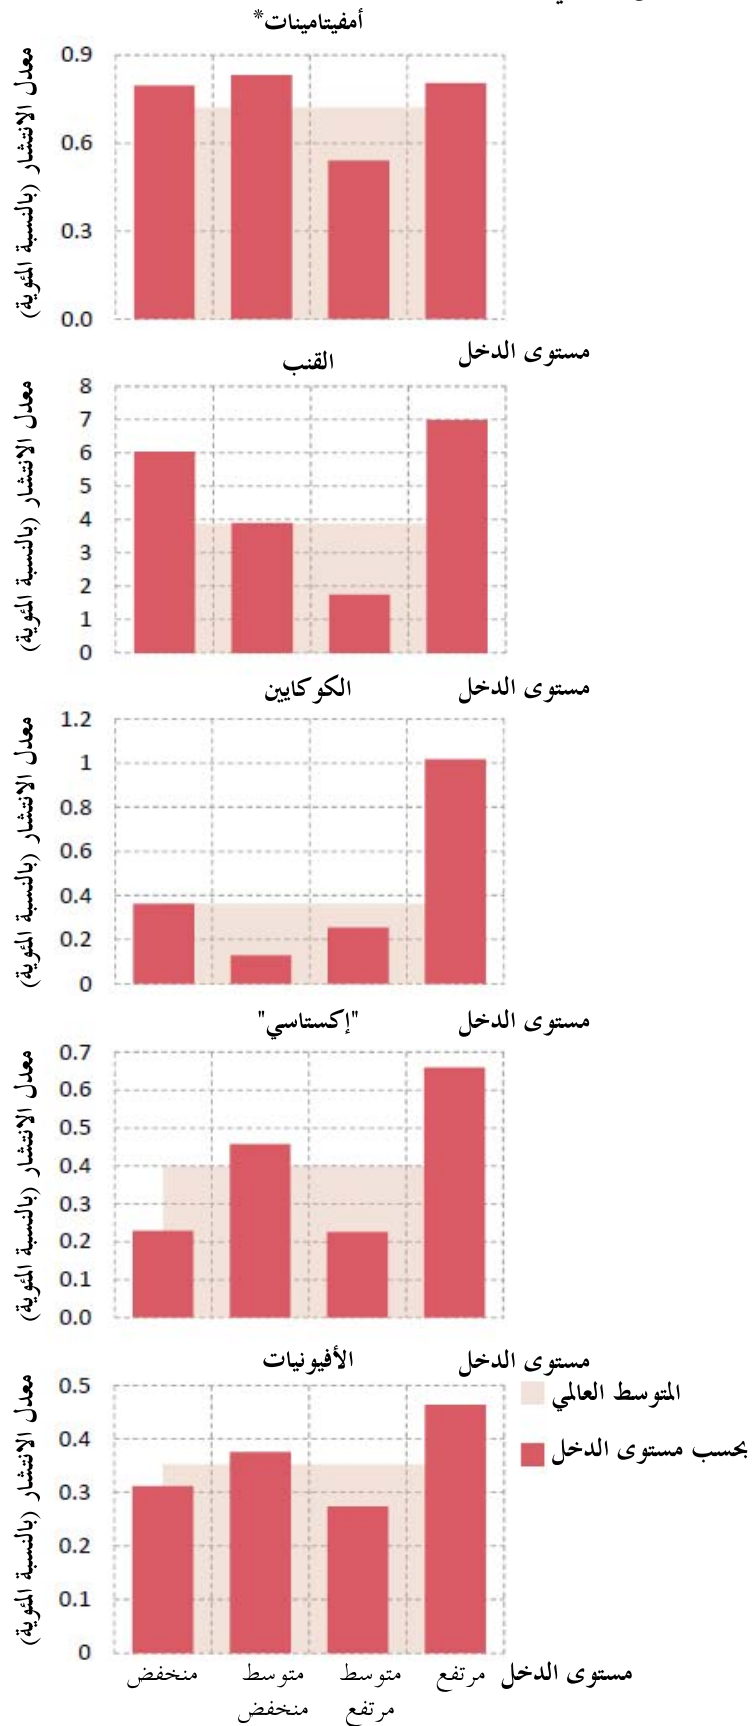 أمفيتامينات*
معدل الانتشار (بالنسبة المئوية)
0.9
0.6
0.3
0.0
مستوى الدخل
القنب
معدل الانتشار (بالنسبة المئوية)
8
7
6
5
4
3
2
1
0
مستوى الدخل
الكوكايين
معدل الانتشار (بالنسبة المئوية)
1.2
1
0.8
0.6
0.4
0.2
0
مستوى الدخل
"إكستاسي"
معدل الانتشار (بالنسبة المئوية)
0.7
0.6
0.5
0.4
0.3
0.2
0.1
0.0
مستوى الدخل
الأفيونيات
معدل الانتشار (بالنسبة المئوية)
0.5
0.4
0.3
0.2
0.1
0
المتوسط العالمي
بحسب مستوى الدخل
مستوى الدخل
مرتفع
متوسط
مرتفع
متوسط
منخفض
منخفض